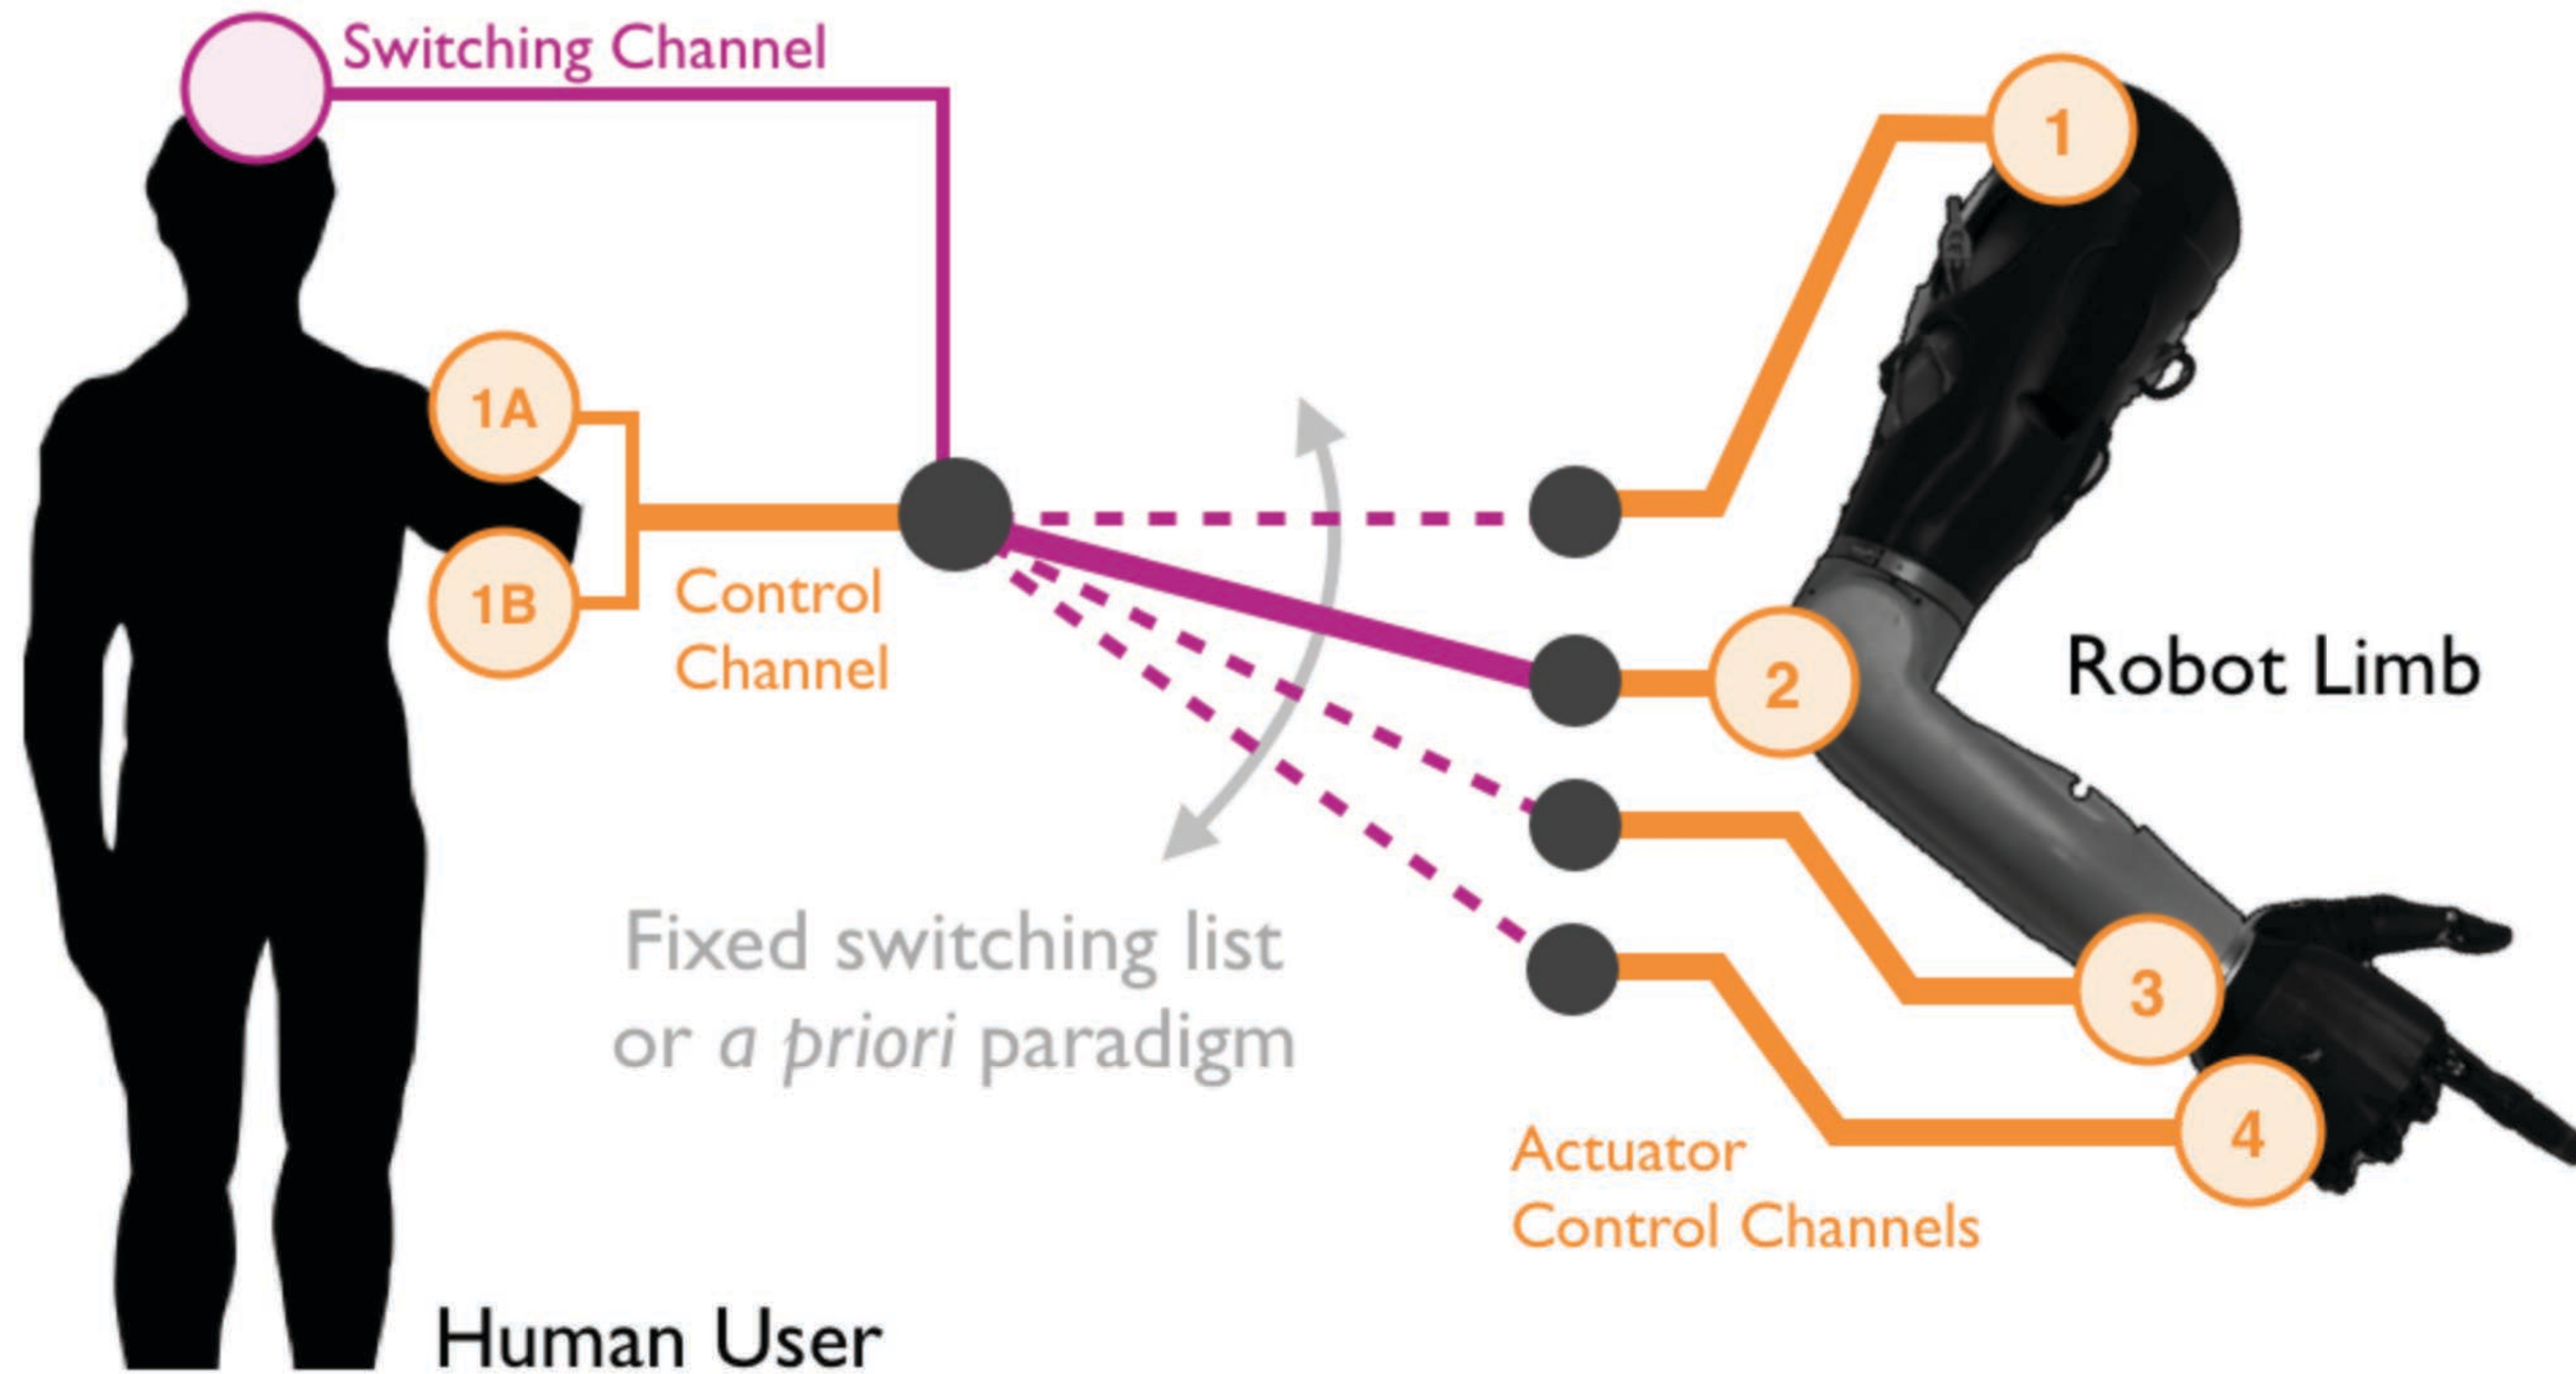 Switching Channel
1
1A
1B
Control
Channel
2
Robot Limb
Fixed switching list
or a priori paradigm
3
4
Actuator
Control Channels
Human User